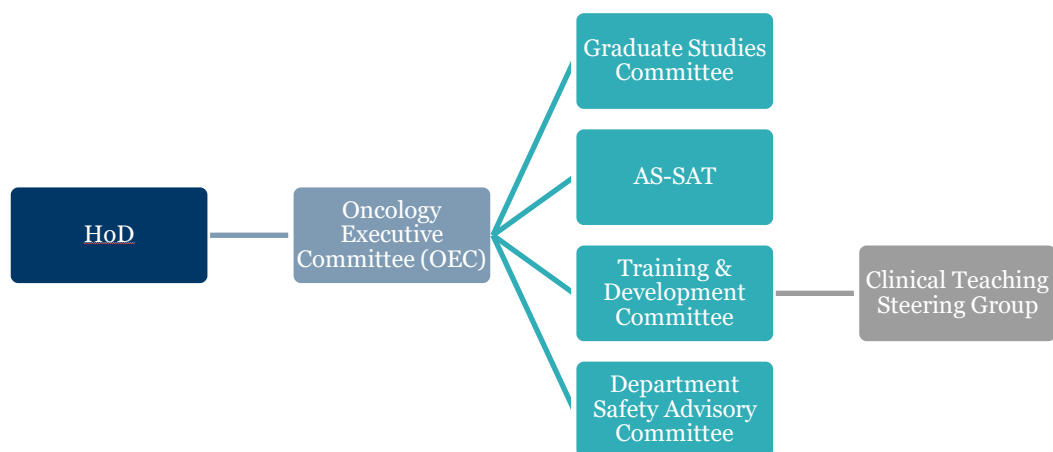 Graduate Studies
Committee
AS-SAT
HoD
Oncology
Executive
Committee (OEC)
Training &
Development
Committee
Clinical Teaching
Steering Group
Department
Safety Advisory
Committee